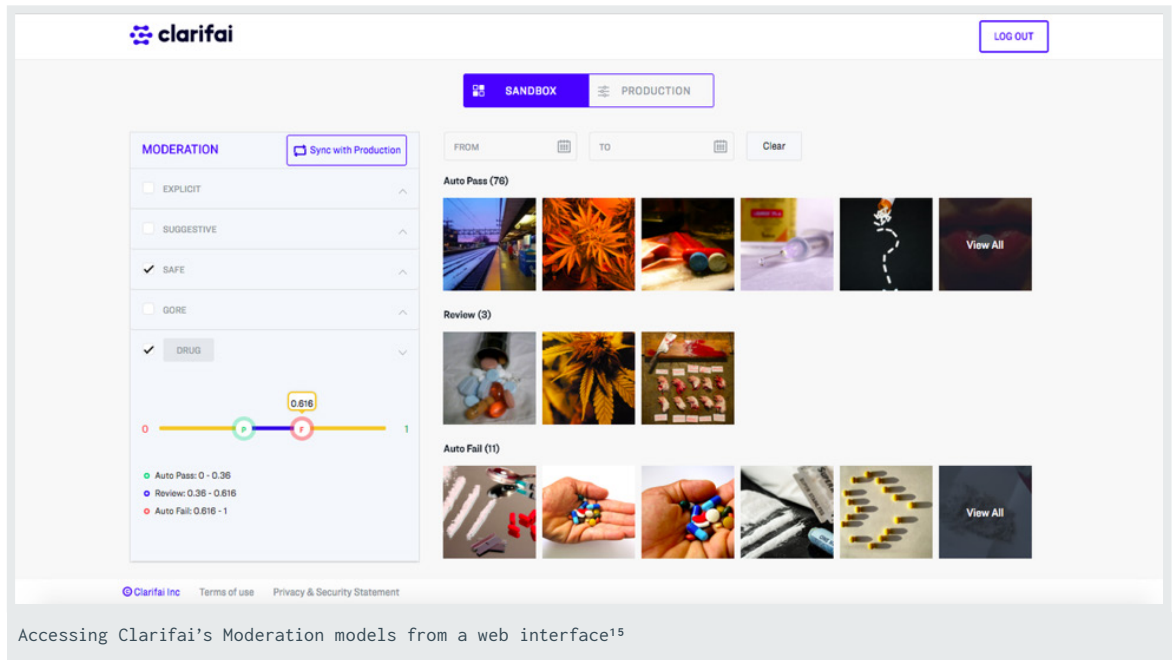 clarifai
LOG OUT
SANDBOX
PRODUCTION
MODERATION
Sync with Production
EXPLICIT
SUGGESTIVE
SAFE
GORE
DRUG
0.616
0
P
F
1
Auto Pass: 0 - 0.36
Review: 0.36 - 0.616
Auto Fail: 0.616 - 1
FROM
TO
Clear
Auto Pass (76)
View All
Review (3)
Auto Fail (11)
View All
© Clarifai Inc Terms of use Privacy & Security Statement
Accessing Clarifai’s Moderation models from a web interface¹⁵